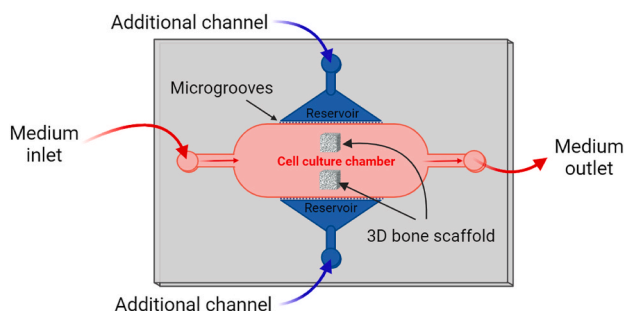 Additional channel
Microgrooves
Reservoir
Medium
inlet
Cell culture chamber
Medium
outlet
Reservoir
3D bone scaffold
Additional channel